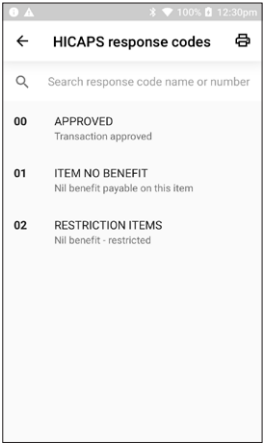 100% 12:30pm
HICAPS response codes
Search response code name or number
00 APPROVED
Transaction approved
01 ITEM NO BENEFIT
Nil benefit payable on this item
02 RESTRICTION ITEMS
Nil benefit - restricted